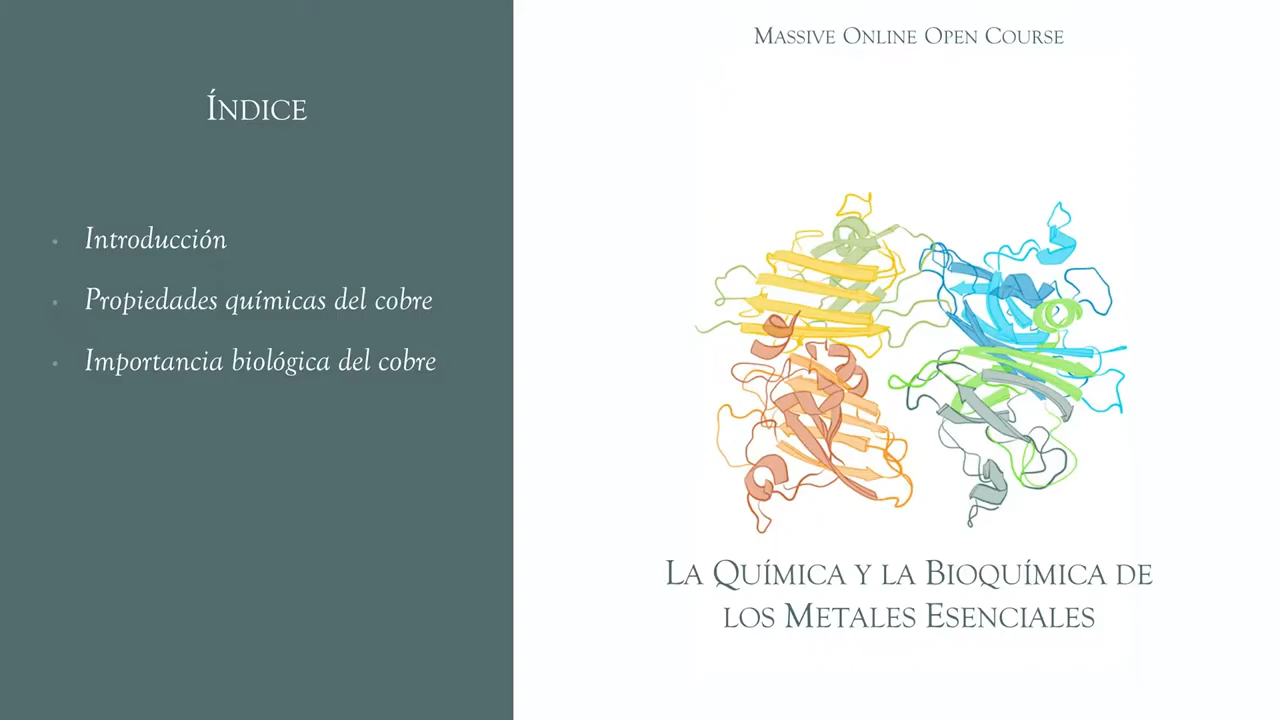 Índice
Introducción
Propiedades químicas del cobre
Importancia biológica del cobre
Massive Online Open Course
La Química y la Bioquímica de
los Metales Esenciales